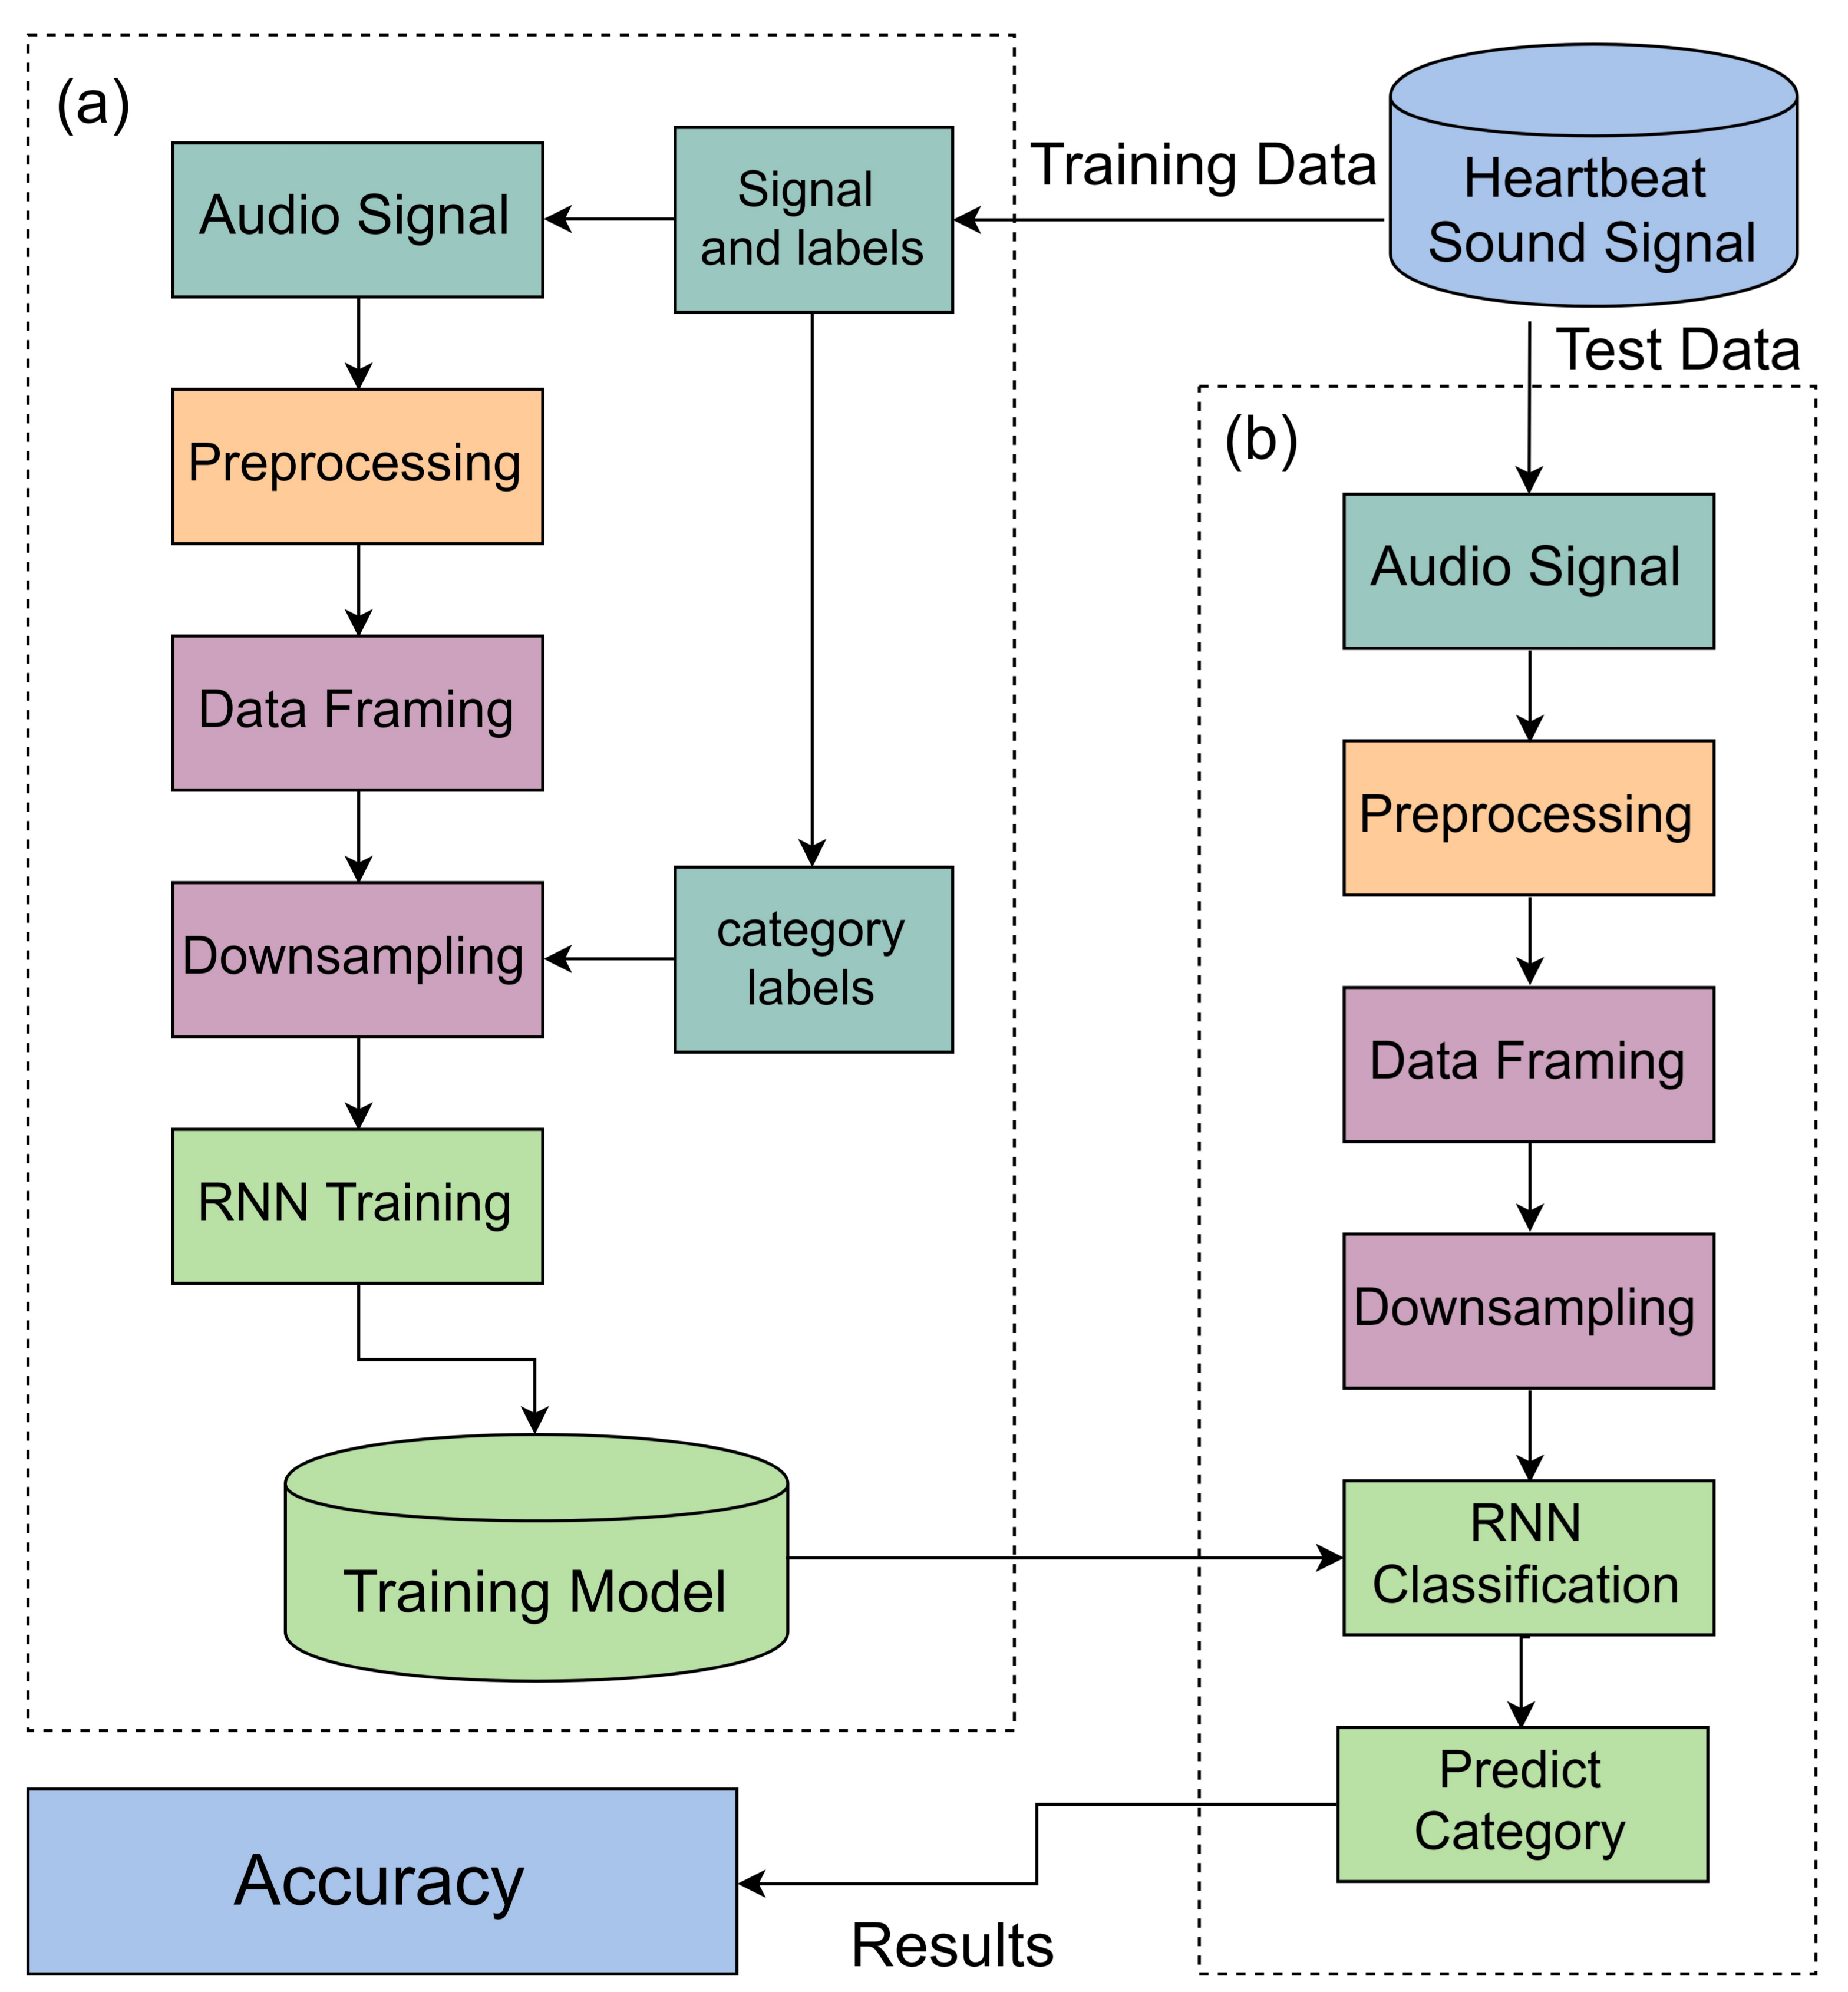 (a)
Audio Signal
Signal
and labels
Training Data
Heartbeat
Sound Signal
Test Data
Preprocessing
Data Framing
Downsampling
category
labels
RNN Training
Training Model
(b)
Audio Signal
Preprocessing
Data Framing
Downsampling
RNN
Classification
Predict
Category
Results
Accuracy